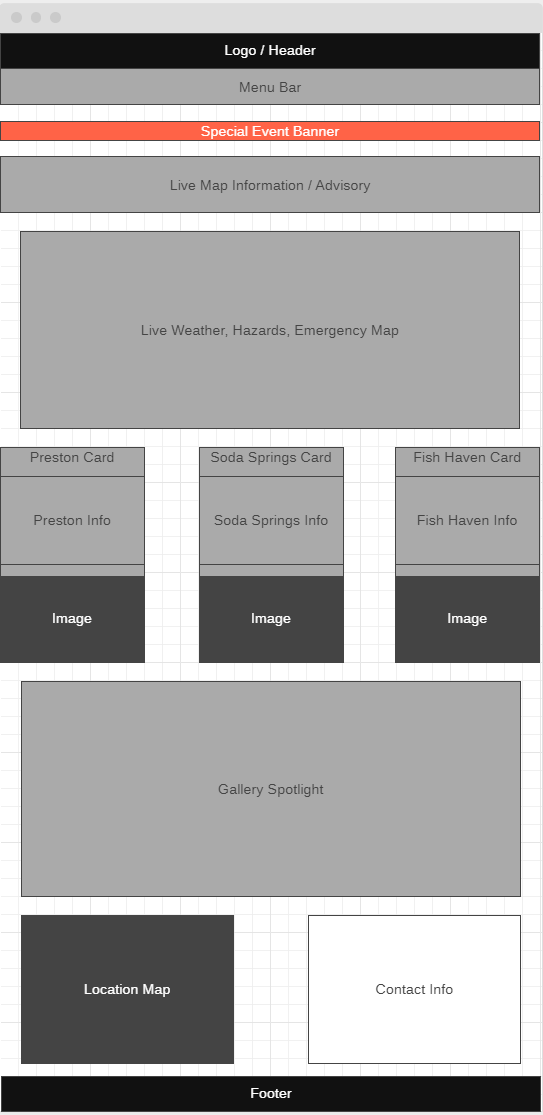 Logo / Header
Menu Bar
Special Event Banner
Live Map Information / Advisory
Live Weather, Hazards, Emergency Map
Preston Card
Soda Springs Card
Fish Haven Card
Preston Info
Soda Springs Info
Fish Haven Info
Image
Image
Image
Gallery Spotlight
Location Map
Contact Info
Footer